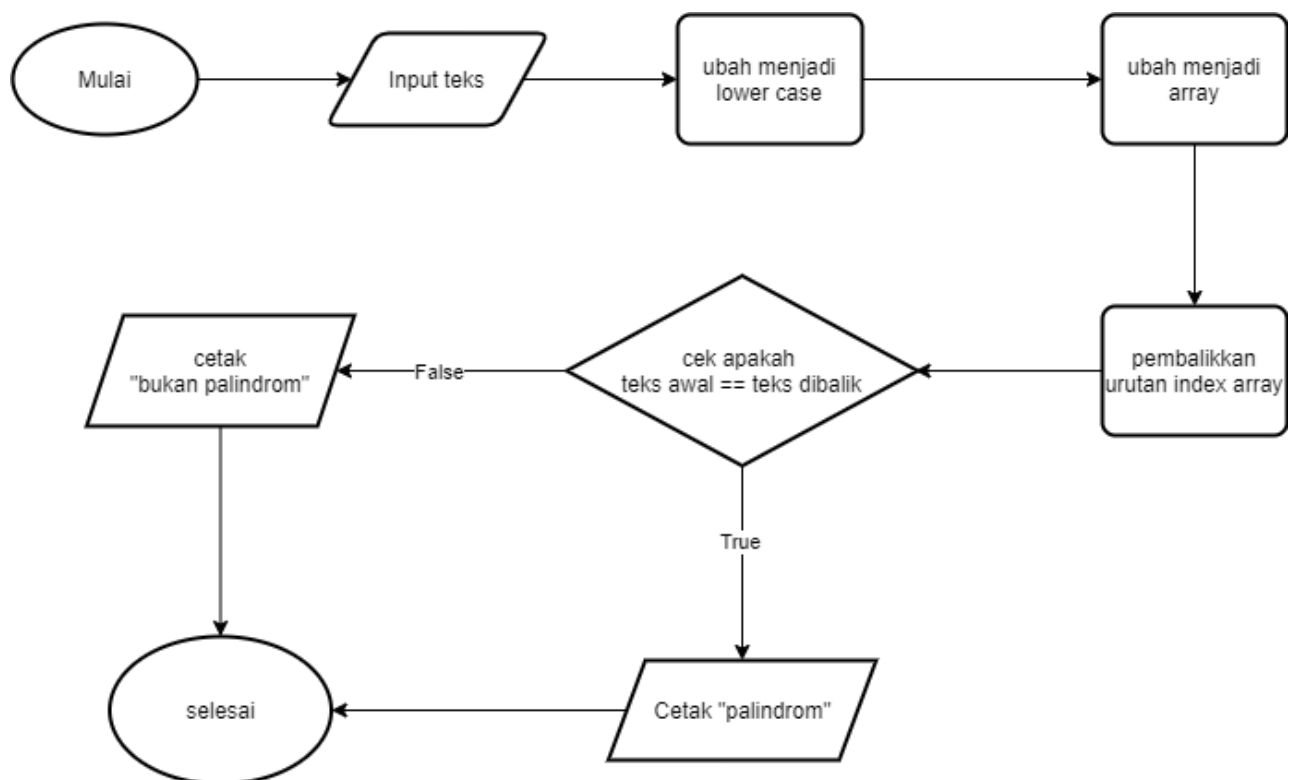 Mulai
Input teks
ubah menjadi
lower case
ubah menjadi
array
pembalikkan
urutan index array
cek apakah
teks awal == teks dibalik
False
cetak
"bukan palindrom"
True
Cetak "palindrom"
selesai